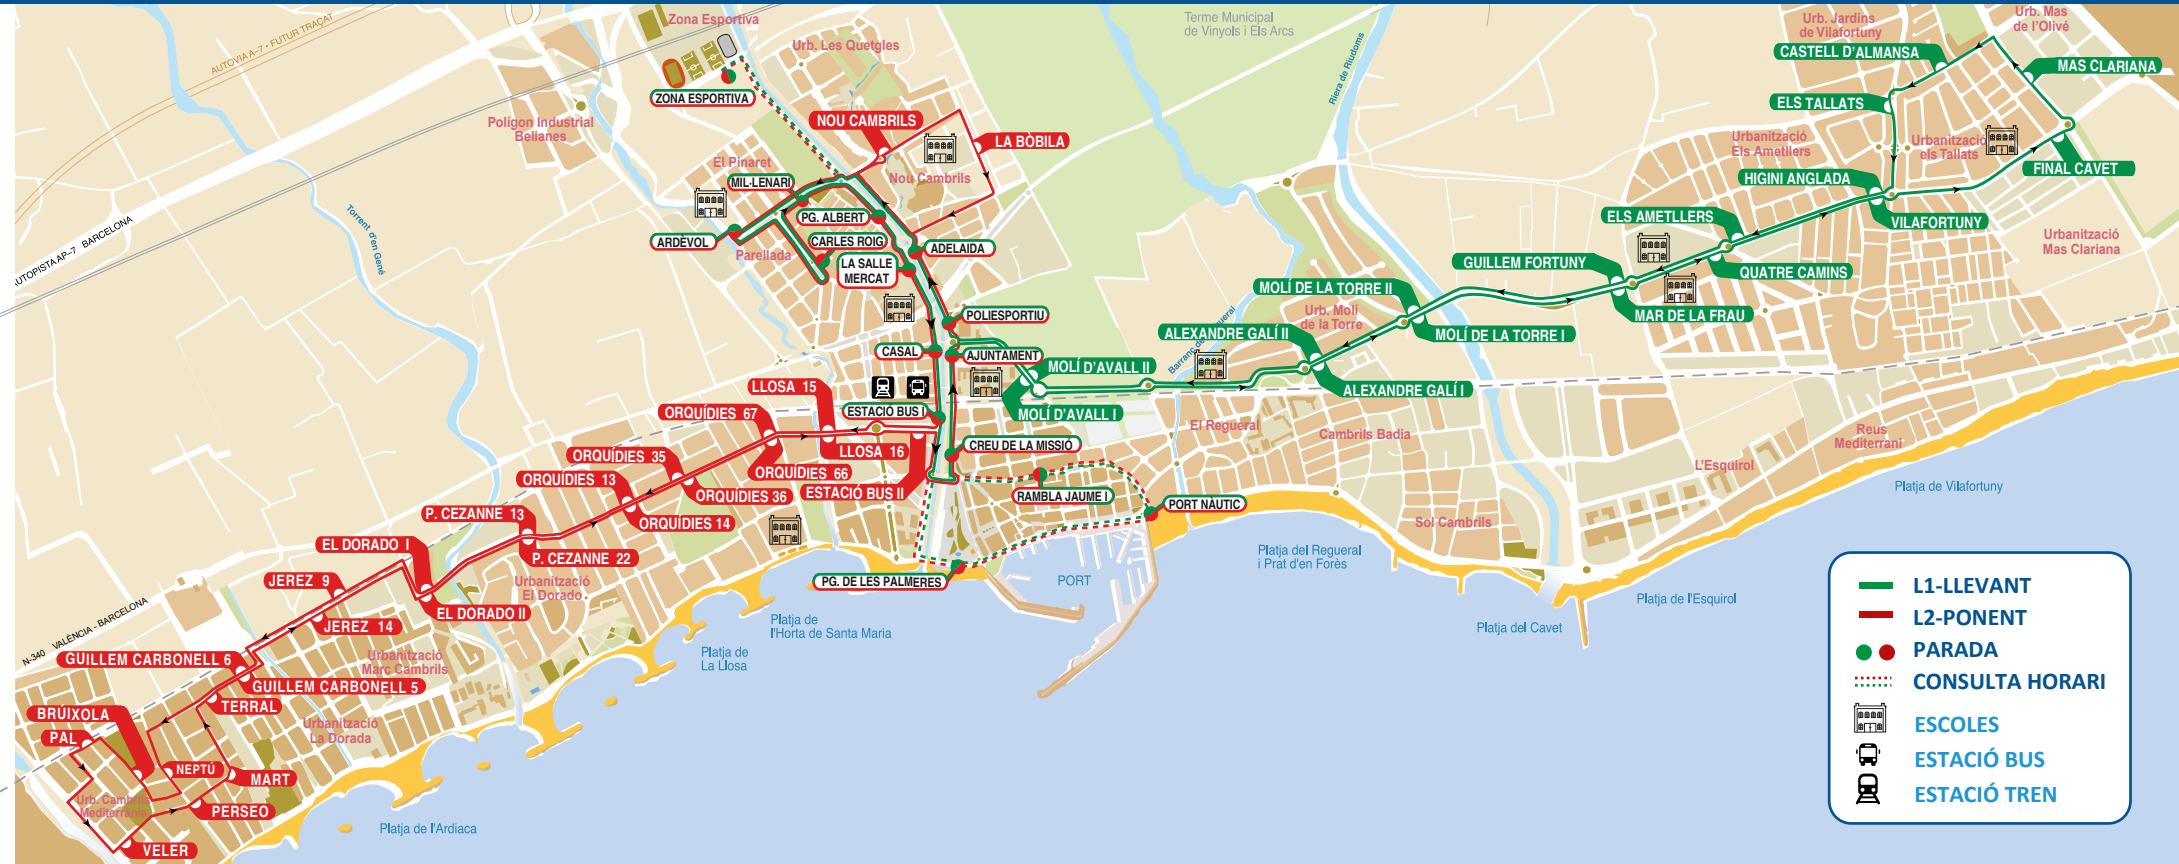 Zona Esportiva
Urb. Les Quetgles
Terme Municipal
de Vinyols i Els Arcs
Riera de Riudoms
Urb. Jardins
de Vilafortuny
Urb. Mas
de l'Olivé
AUTOVIA A-7 - FUTUR TRAÇAT
CASTELL D'ALMANSA
MAS CLARIANA
ELS TALLATS
ZONA ESPORTIVA
NOU CAMBRILS
LA BÒBILA
Polígon Industrial
Belianes
Urbanització
Els Ametllers
Urbanització
els Tallats
El Pinaret
Nou Cambrils
FINAL CAVET
MIL·LENARI
HIGINI ANGLADA
PG. ALBERT
ELS AMETLLERS
VILAFORTUNY
Torrent d'en Gené
AUTOPISTA AP-7 BARCELONA
ARDÈVOL
CARLES ROIG
ADELAIDA
Parellada
LA SALLE
MERCAT
GUILLEM FORTUNY
QUATRE CAMINS
Urbanització
Mas Clariana
MOLÍ DE LA TORRE II
POLIESPORTIU
Urb. Molí
de la Torre
MAR DE LA FRAU
ALEXANDRE GALÍ II
MOLÍ DE LA TORRE I
Barranc de Regueral
CASAL
AJUNTAMENT
MOLÍ D'AVALL II
LLOSA 15
ALEXANDRE GALÍ I
ORQUÍDIES 67
ESTACIÓ BUS I
MOLÍ D'AVALL I
El Regueral
Cambrils Badia
Reus
Mediterrani
CREU DE LA MISSIÓ
LLOSA 16
ORQUÍDIES 35
ORQUÍDIES 66
ORQUÍDIES 13
ESTACIÓ BUS II
ORQUÍDIES 36
RAMBLA JAUME I
L'Esquirol
Platja de Vilafortuny
PORT NÀUTIC
P. CEZANNE 13
ORQUÍDIES 14
Sol Cambrils
EL DORADO I
P. CEZANNE 22
Platja del Regueral
i Prat d'en Forès
JEREZ 9
Urbanització
El Dorado
PG. DE LES PALMERES
PORT
L1-LLEVANT
Platja de l'Esquirol
N-340 VALÈNCIA - BARCELONA
EL DORADO II
Platja de
l'Horta de Santa Maria
L2-PONENT
JEREZ 14
Platja del Cavet
PARADA
GUILLEM CARBONELL 6
Urbanització
Marc Cambrils
Platja de
La Llosa
CONSULTA HORARI
GUILLEM CARBONELL 5
TERRAL
BRÚIXOLA
Urbanització
La Dorada
ESCOLES
PAL
ESTACIÓ BUS
NEPTÚ
MART
ESTACIÓ TREN
Urb. Cambrils
Mediterrània
PERSEO
Platja de l'Ardiaca
VELER